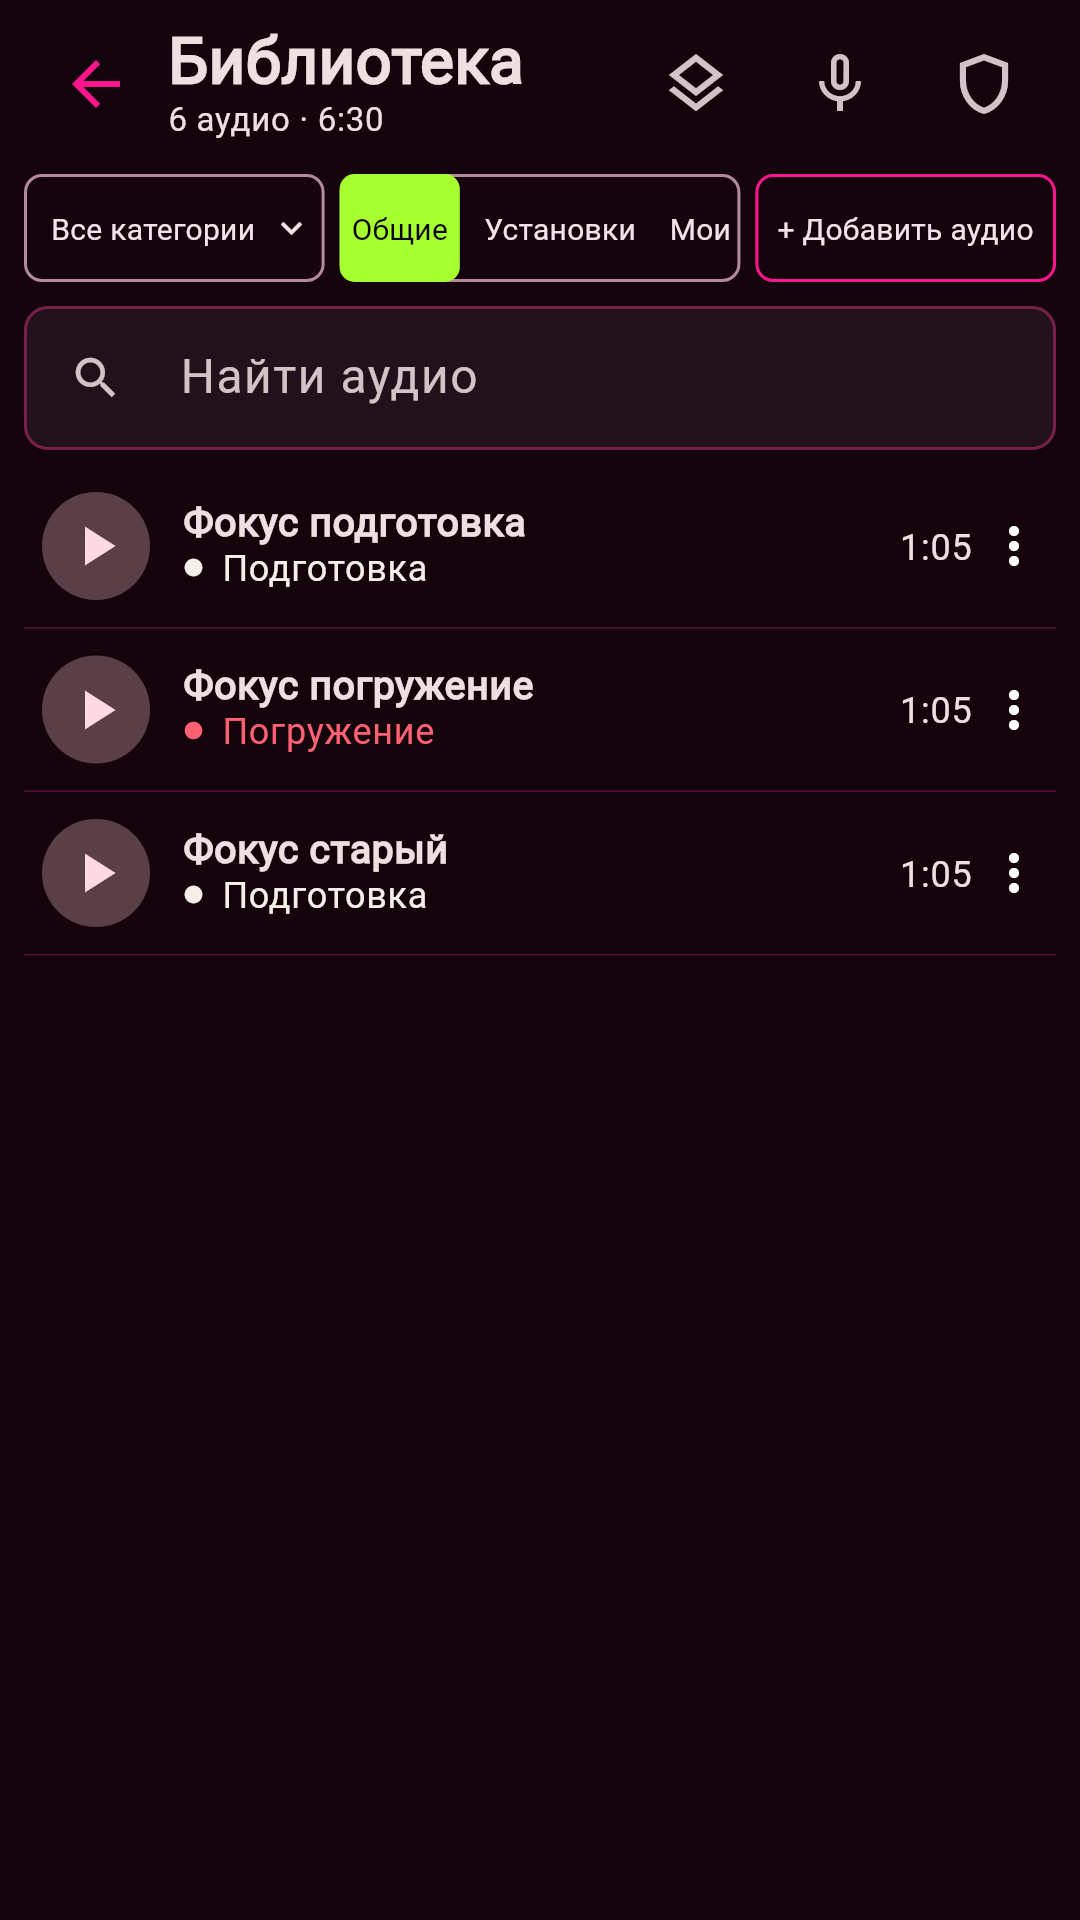 Библиотека
6 аудио · 6:30
Все категории
Общие Установки Мои
+ Добавить аудио
Найти аудио
Фокус подготовка
Подготовка
1:05
Фокус погружение
Погружение
1:05
Фокус старый
Подготовка
1:05